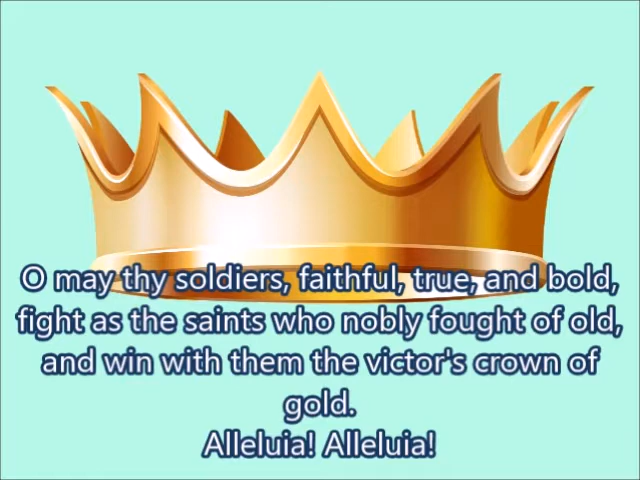 O may thy soldiers, faithful, true, and bold,
fight as the saints who nobly fought of old,
and win with them the victor's crown of
gold.
Alleluia! Alleluia!